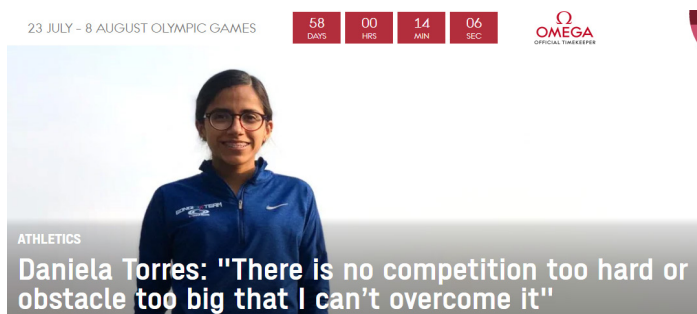 23 JULY - 8 AUGUST OLYMPIC GAMES
58 00 14 06
DAYS HRS MIN SEC
Ω
OMEGA
OFFICIAL TIMEKEEPER
TEAM
ATHLETICS
Daniela Torres: "There is no competition too hard or
obstacle too big that I can’t overcome it"